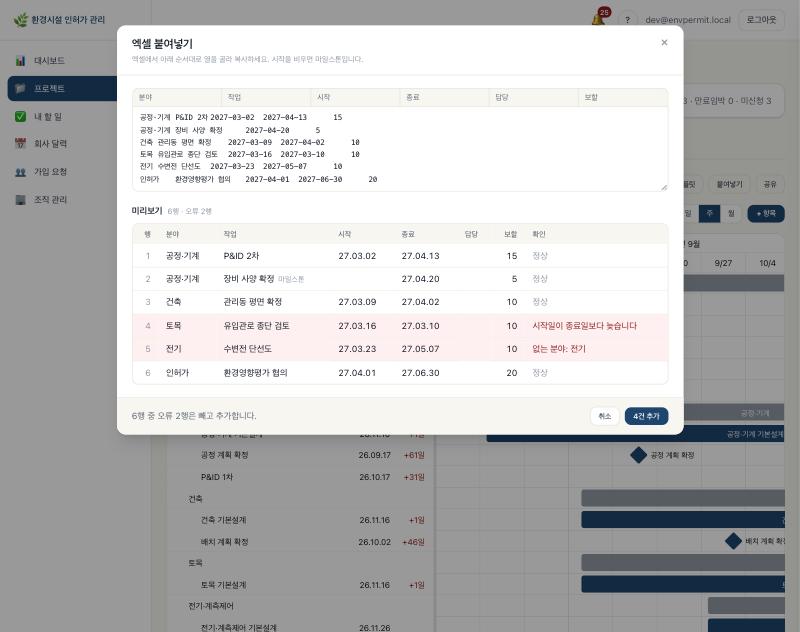 환경시설 인허가 관리
25
?
dev@envpermit.local
로그아웃
대시보드
프로젝트
내 할 일
회사 달력
가입 요청
조직 관리
3 · 만료임박 0 · 미신청 3
붙여넣기
공유
일
주
월
+ 항목
9월
9/27
10/4
엑셀 붙여넣기
×
엑셀에서 아래 순서대로 열을 골라 복사하세요. 시작을 비우면 마일스톤입니다.
분야 작업 시작 종료 담당 보할
공정·기계 P&ID 2차 2027-03-02 2027-04-13 15
공정·기계 장비 사양 확정 2027-04-20 5
건축 관리동 평면 확정 2027-03-09 2027-04-02 10
토목 유입관로 종단 검토 2027-03-16 2027-03-10 10
전기 수변전 단선도 2027-03-23 2027-05-07 10
인허가 환경영향평가 협의 2027-04-01 2027-06-30 20
미리보기 6행 · 오류 2행
행 분야 작업 시작 종료 담당 보할 확인
1 공정·기계 P&ID 2차 27.03.02 27.04.13 15 정상
2 공정·기계 장비 사양 확정 마일스톤 27.04.20 5 정상
3 건축 관리동 평면 확정 27.03.09 27.04.02 10 정상
4 토목 유입관로 종단 검토 27.03.16 27.03.10 10 시작일이 종료일보다 늦습니다
5 전기 수변전 단선도 27.03.23 27.05.07 10 없는 분야: 전기
6 인허가 환경영향평가 협의 27.04.01 27.06.30 20 정상
6행 중 오류 2행은 빼고 추가합니다.
취소
4건 추가
공정·기계
공정·기계 기본설계
공정 계획 확정 26.09.17 +61일
공정 계획 확정
P&ID 1차 26.10.17 +31일
건축
건축 기본설계 26.11.16 +1일
배치 계획 확정 26.10.02 +46일
배치 계획 확정
토목
토목 기본설계 26.11.16 +1일
전기·계측제어
전기·계측제어 기본설계 26.11.26